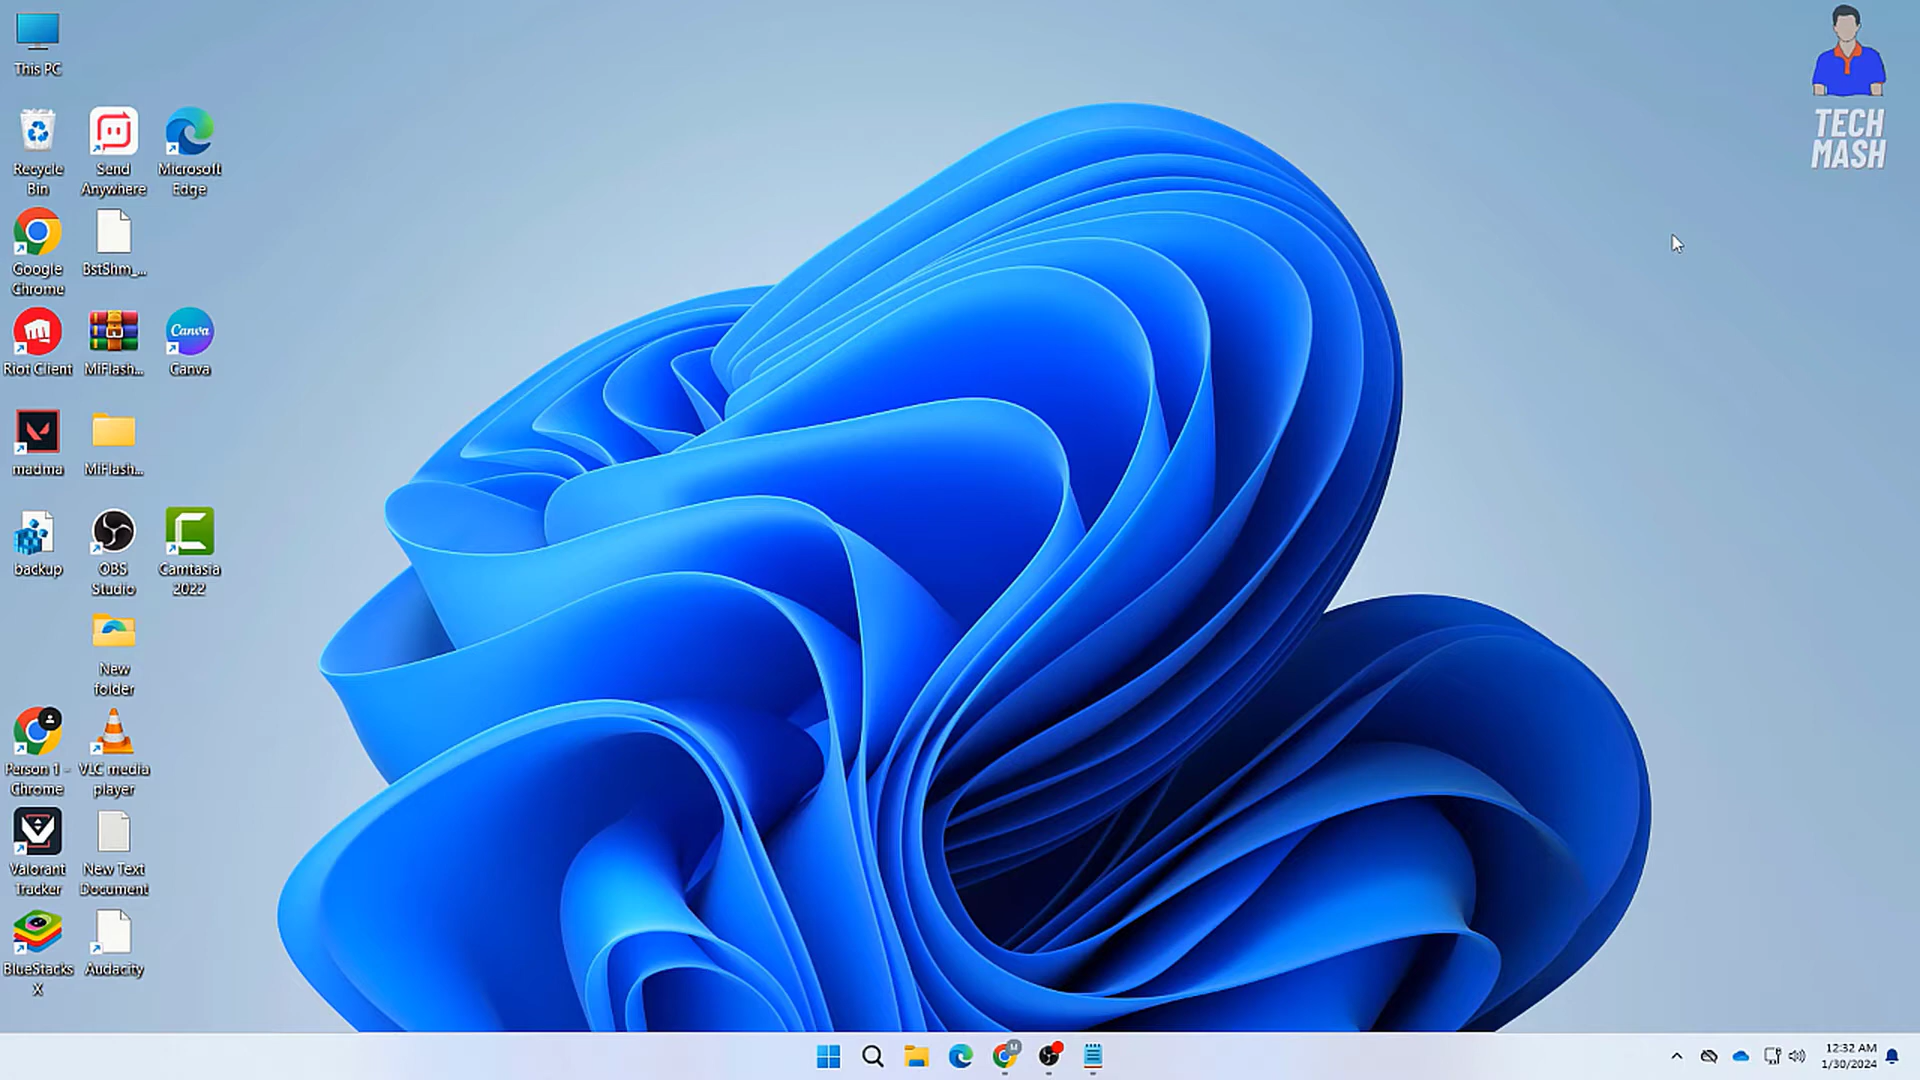 This PC
Recycle
Bin
Send
Anywhere
Microsoft
Edge
Google
Chrome
BstShm_...
Riot Client
MiFlash...
Canva
Canva
madma
MiFlash...
backup
OBS
Studio
Camtasia
2022
New
folder
Person 1 -
Chrome
VLC media
player
Valorant
Tracker
New Text
Document
BlueStacks
X
Audacity
TECH
MASH
M
12:32 AM
1/30/2024